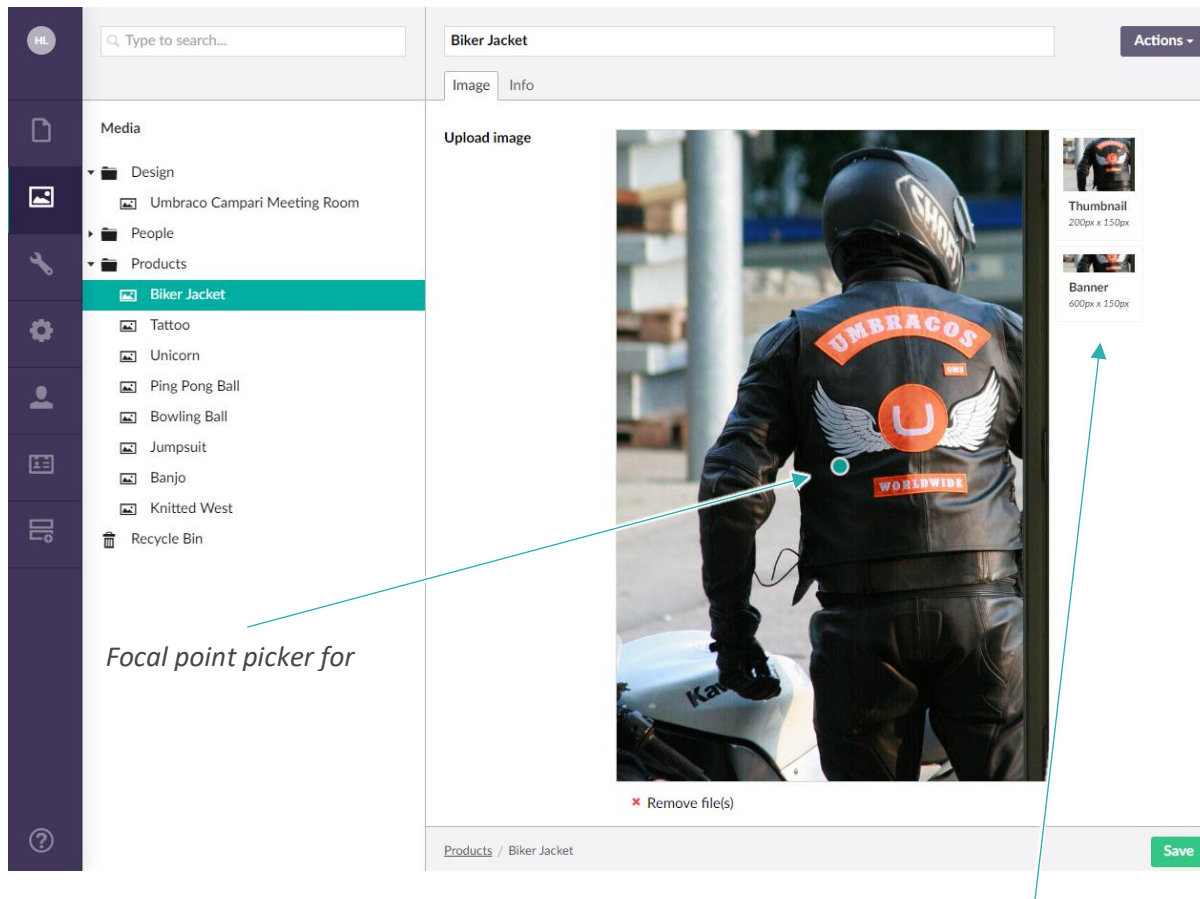 HL
Type to search...
Biker Jacket
Actions
Image Info
Media
Upload image
Design
Umbraco Campari Meeting Room
People
Products
Biker Jacket
Tattoo
Unicorn
Ping Pong Ball
Bowling Ball
Jumpsuit
Banjo
Knitted West
Recycle Bin
SHOEI
UMBRACOS
GMS
U
WORLDWIDE
Kaw
Thumbnail
200px x 150px
Banner
600px x 150px
Focal point picker for
Remove file(s)
Products / Biker Jacket
Save